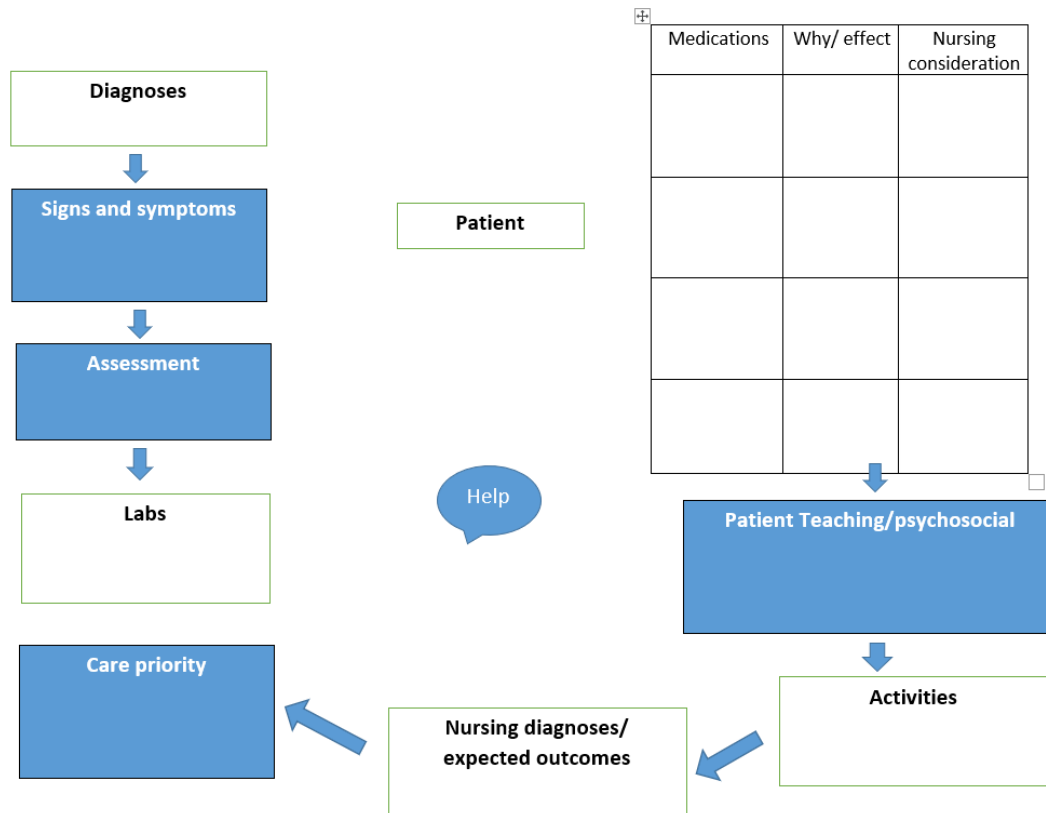 Medications
Why/ effect
Nursing
consideration
Diagnoses
Signs and symptoms
Patient
Assessment
Help
Labs
Patient Teaching/psychosocial
Care priority
Activities
Nursing diagnoses/
expected outcomes